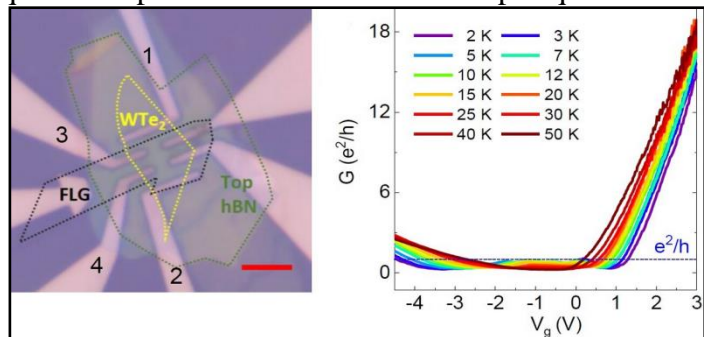 1
WTe₂
3
FLG
Top
hBN
4
2
G (e²/h)
18
12
6
0
2 K 3 K
5 K 7 K
10 K 12 K
15 K 20 K
25 K 30 K
40 K 50 K
e²/h
-4 -3 -2 -1 0 1 2 3
V_g (V)